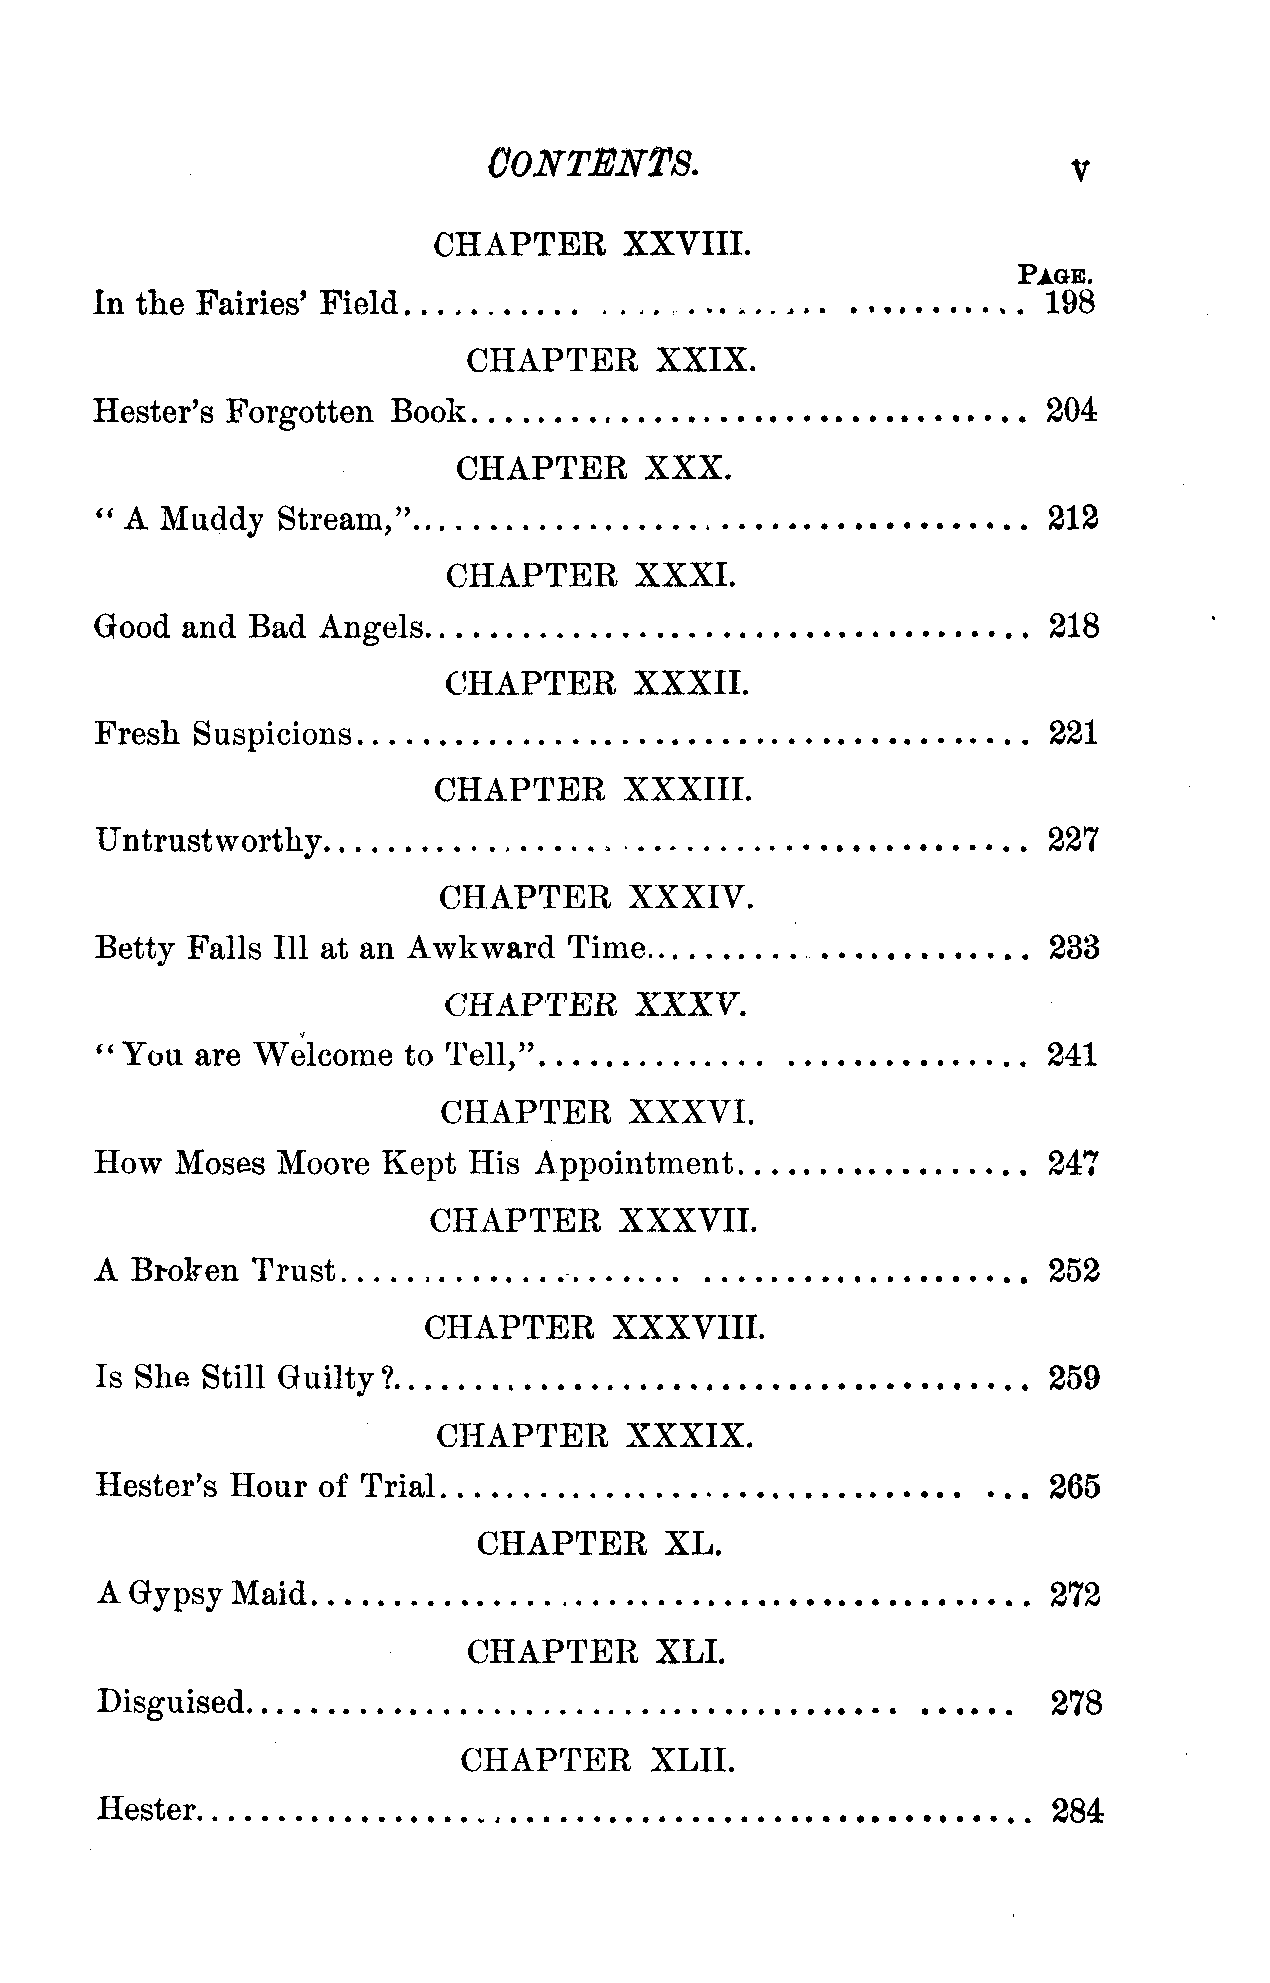 CONTENTS. v
CHAPTER XXVIII.
PAGE.
In the Fairies' Field.................................... 198
CHAPTER XXIX.
Hester's Forgotten Book.................................. 204
CHAPTER XXX.
“A Muddy Stream,”..................................... 212
CHAPTER XXXI.
Good and Bad Angels..................................... 218
CHAPTER XXXII.
Fresh Suspicions......................................... 221
CHAPTER XXXIII.
Untrustworthy........................................... 227
CHAPTER XXXIV.
Betty Falls Ill at an Awkward Time....................... 233
CHAPTER XXXV.
“You are Welcome to Tell,”............................. 241
CHAPTER XXXVI.
How Moses Moore Kept His Appointment.................. 247
CHAPTER XXXVII.
A Broken Trust......................................... 252
CHAPTER XXXVIII.
Is She Still Guilty?....................................... 259
CHAPTER XXXIX.
Hester's Hour of Trial................................... 265
CHAPTER XL.
A Gypsy Maid............................................ 272
CHAPTER XLI.
Disguised.............................................. 278
CHAPTER XLII.
Hester................................................... 284